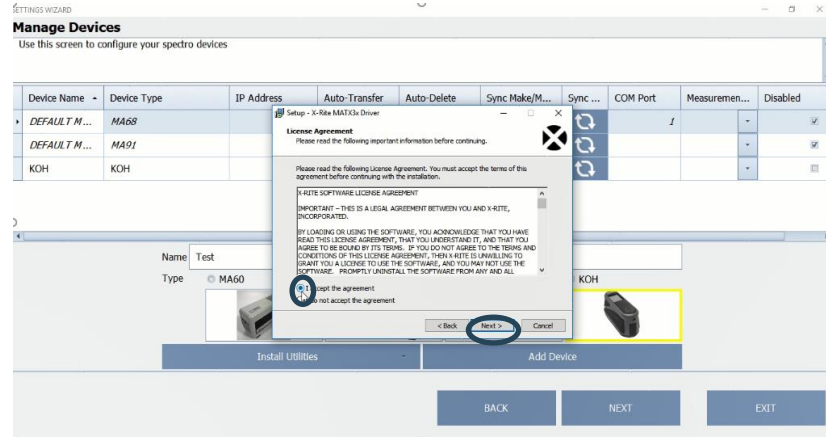 SETTINGS WIZARD
Manage Devices
Use this screen to configure your spectro devices
Device Name Device Type IP Address Auto-Transfer Auto-Delete Sync Make/M... Sync ... COM Port Measuremen... Disabled
DEFAULT M... MA68 1
DEFAULT M... MA91
KOH KOH
Setup - X-Rite MATX3x Driver
License Agreement
Please read the following important information before continuing.
Please read the following License Agreement. You must accept the terms of this
agreement before continuing with the installation.
X-RITE SOFTWARE LICENSE AGREEMENT
IMPORTANT – THIS IS A LEGAL AGREEMENT BETWEEN YOU AND X-RITE,
INCORPORATED.
BY LOADING OR USING THE SOFTWARE, YOU ACKNOWLEDGE THAT YOU HAVE
READ THIS LICENSE AGREEMENT, THAT YOU UNDERSTAND IT, AND THAT YOU
AGREE TO BE BOUND BY ITS TERMS. IF YOU DO NOT AGREE TO THE TERMS AND
CONDITIONS OF THIS LICENSE AGREEMENT, THEN X-RITE IS UNWILLING TO
GRANT YOU A LICENSE TO USE THE SOFTWARE, AND YOU MAY NOT USE THE
SOFTWARE. PROMPTLY UNINSTALL THE SOFTWARE FROM ANY AND ALL
I accept the agreement
not accept the agreement
< Back Next > Cancel
Name Test
Type MA60 KOH
Install Utilities Add Device
BACK NEXT EXIT